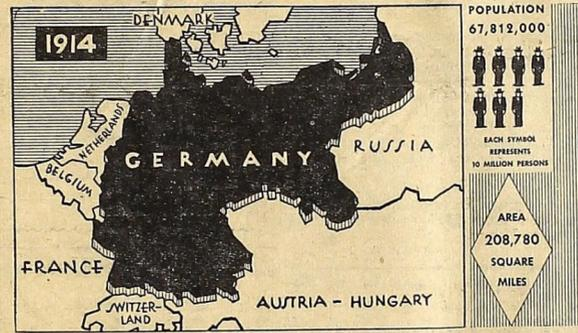 1914
DENMARK
NETHERLANDS
BELGIUM
GERMANY
RUSSIA
FRANCE
SWITZER-
LAND
AUSTRIA - HUNGARY
POPULATION
67,812,000
EACH SYMBOL
REPRESENTS
10 MILLION PERSONS
AREA
208,780
SQUARE
MILES